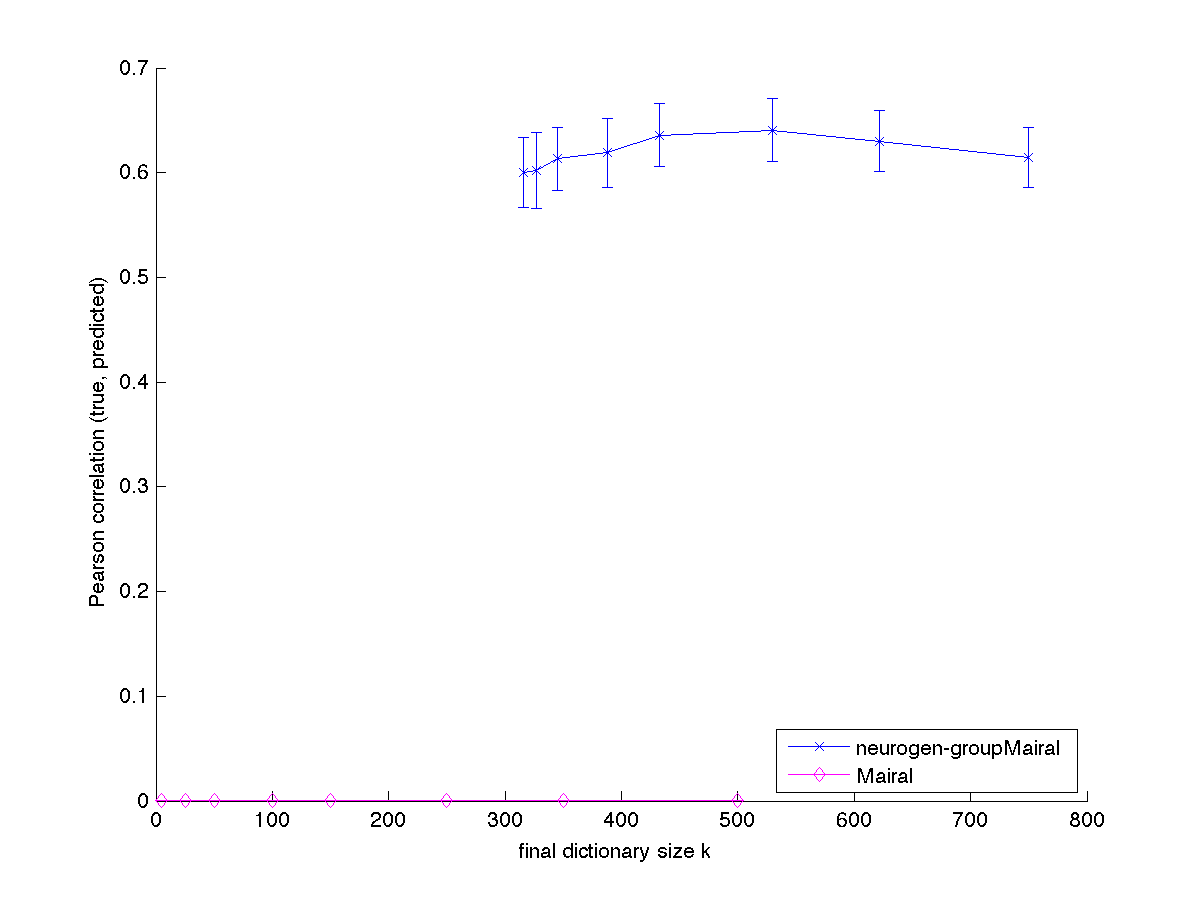 0.7
0.6
0.5
0.4
0.3
0.2
0.1
0
Pearson correlation (true, predicted)
0 100 200 300 400 500 600 700 800
final dictionary size k
neurogen-groupMairal
Mairal